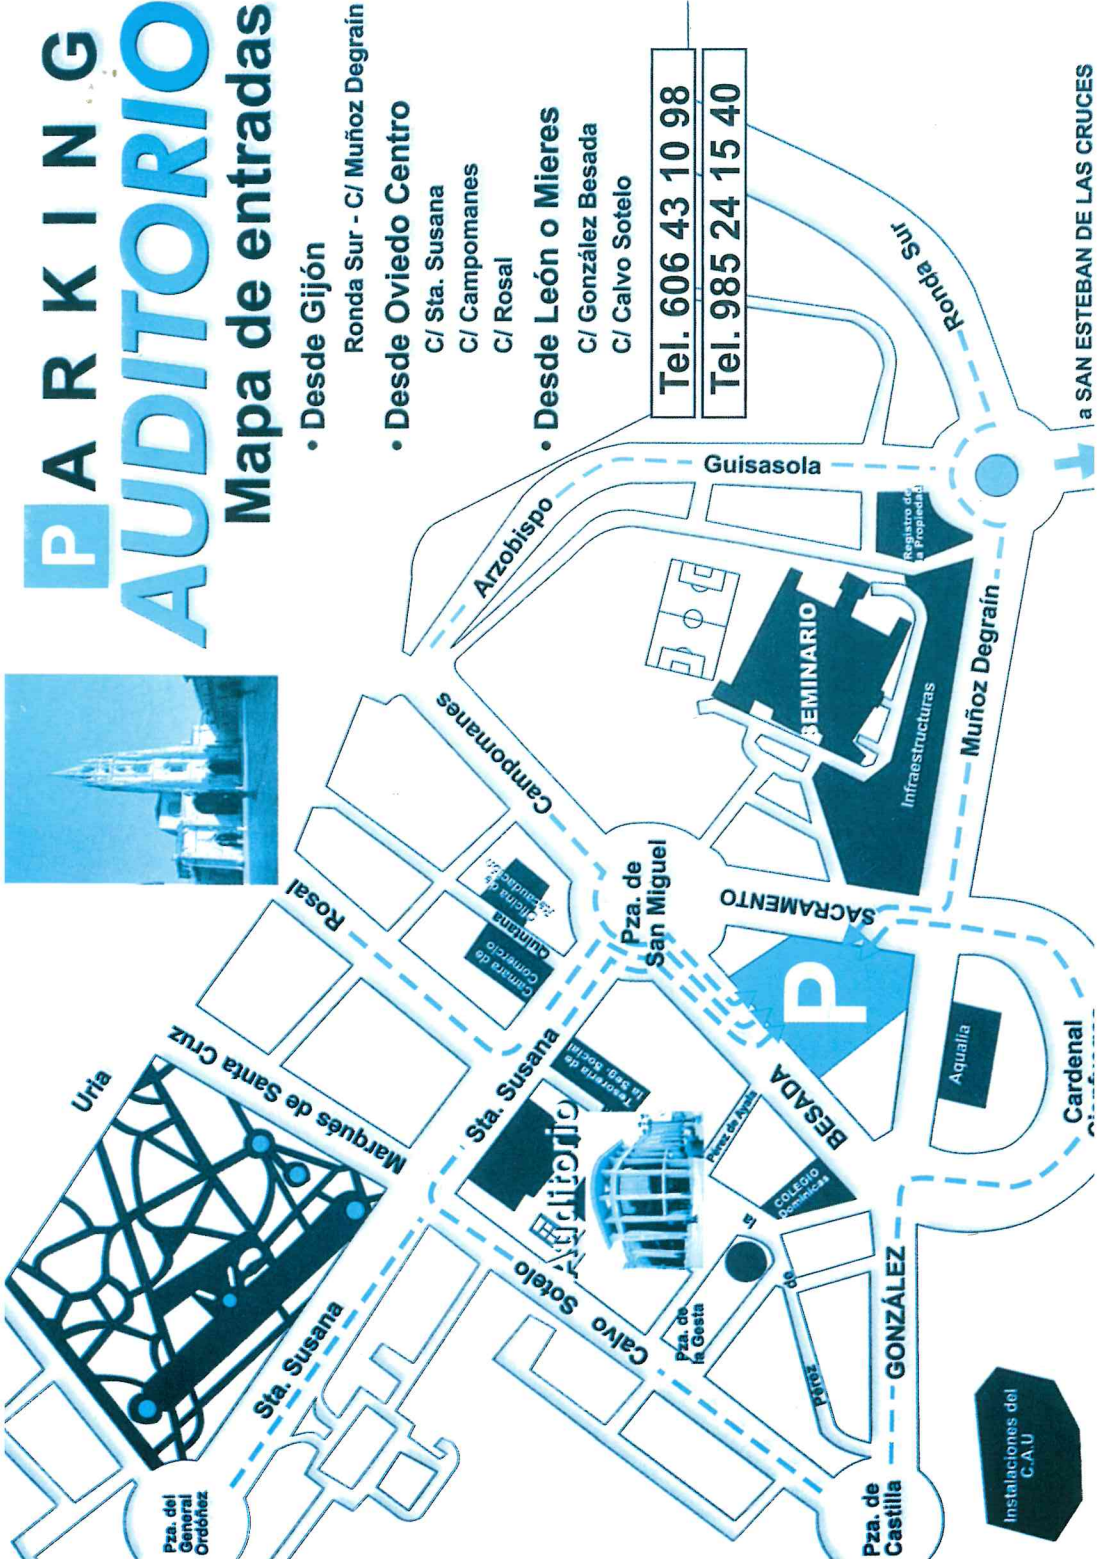 P PARKING
AUDITORIO
Mapa de entradas
• Desde Gijón
Ronda Sur - C/ Muñoz Degraín
• Desde Oviedo Centro
C/ Sta. Susana
C/ Campomanes
C/ Rosal
• Desde León o Mieres
C/ González Besada
C/ Calvo Sotelo
Tel. 606 43 10 98
Tel. 985 24 15 40
Uria
Rosal
Campomanes
Arzobispo
Guisasola
Ronda Sur
a SAN ESTEBAN DE LAS CRUCES
Marqués de Santa Cruz
Quintana
Oficina de
Cámara de
Comercio
Pza. de
San Miguel
SEMINARIO
Registro de
la Propiedad
Infraestructuras
Muñoz Degraín
SACRAMENTO
P
Sta. Susana
Tesorería de
la Seg. Social
Auditorio
Pérez de Ayala
BESADA
Aqualia
Cardenal
COLEGIO
Dominicas
Sta. Susana
Calvo
Sotelo
Pza. de
la Gesta
Pérez
de
la
GONZÁLEZ
Pza. del
General
Ordóñez
Pza. de
Castilla
Instalaciones del
C.A.U